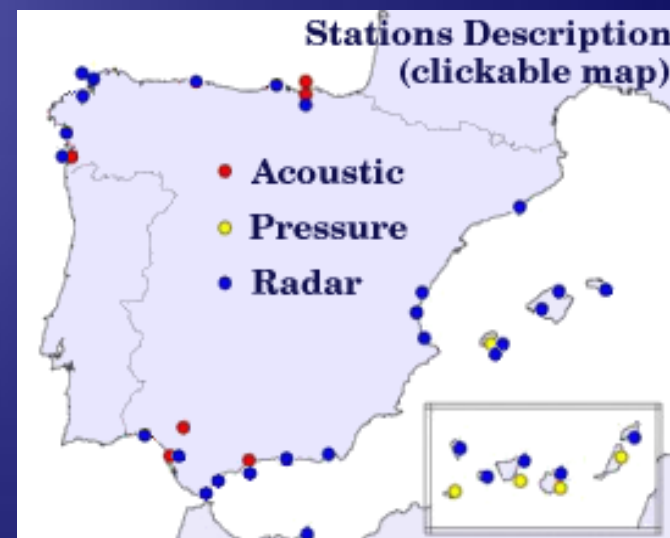 Stations Description
(clickable map)
Acoustic
Pressure
Radar